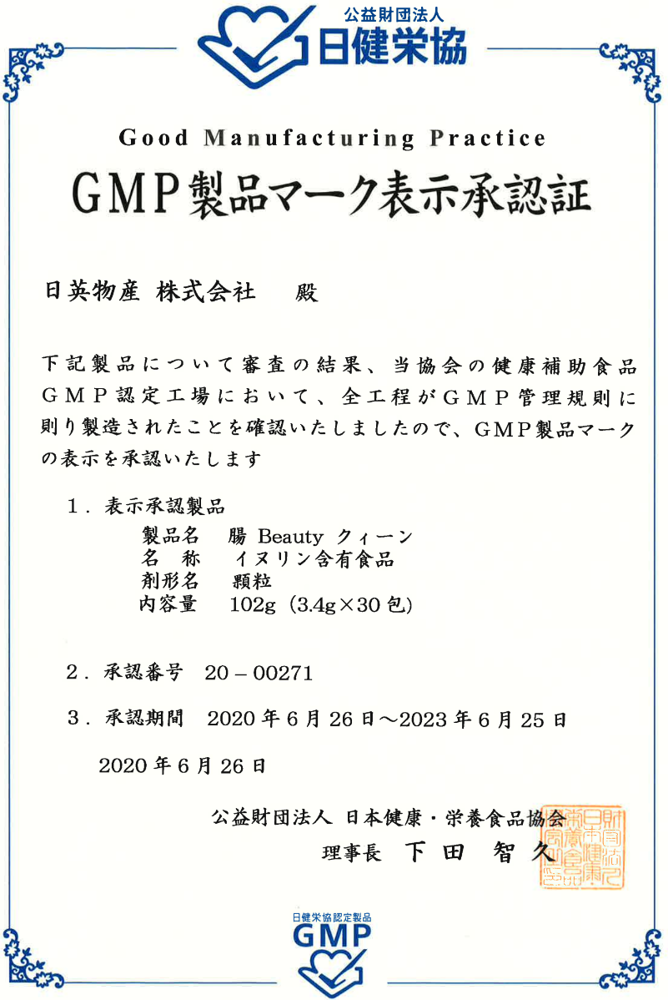 公益財団法人
日健栄協
Good Manufacturing Practice
GMP製品マーク表示承認証
日英物産 株式会社 殿
下記製品について審査の結果、当協会の健康補助食品
GMP認定工場において、全工程がGMP管理規則に
則り製造されたことを確認いたしましたので、GMP製品マーク
の表示を承認いたします
1. 表示承認製品
製品名 腸 Beauty クィーン
名 称 イヌリン含有食品
剤形名 顆粒
内容量 102g (3.4g×30包)
2. 承認番号 20－00271
3. 承認期間 2020年6月26日～2023年6月25日
2020年6月26日
公益財団法人 日本健康・栄養食品協会
理事長 下田 智久
日健栄協認定製品
GMP